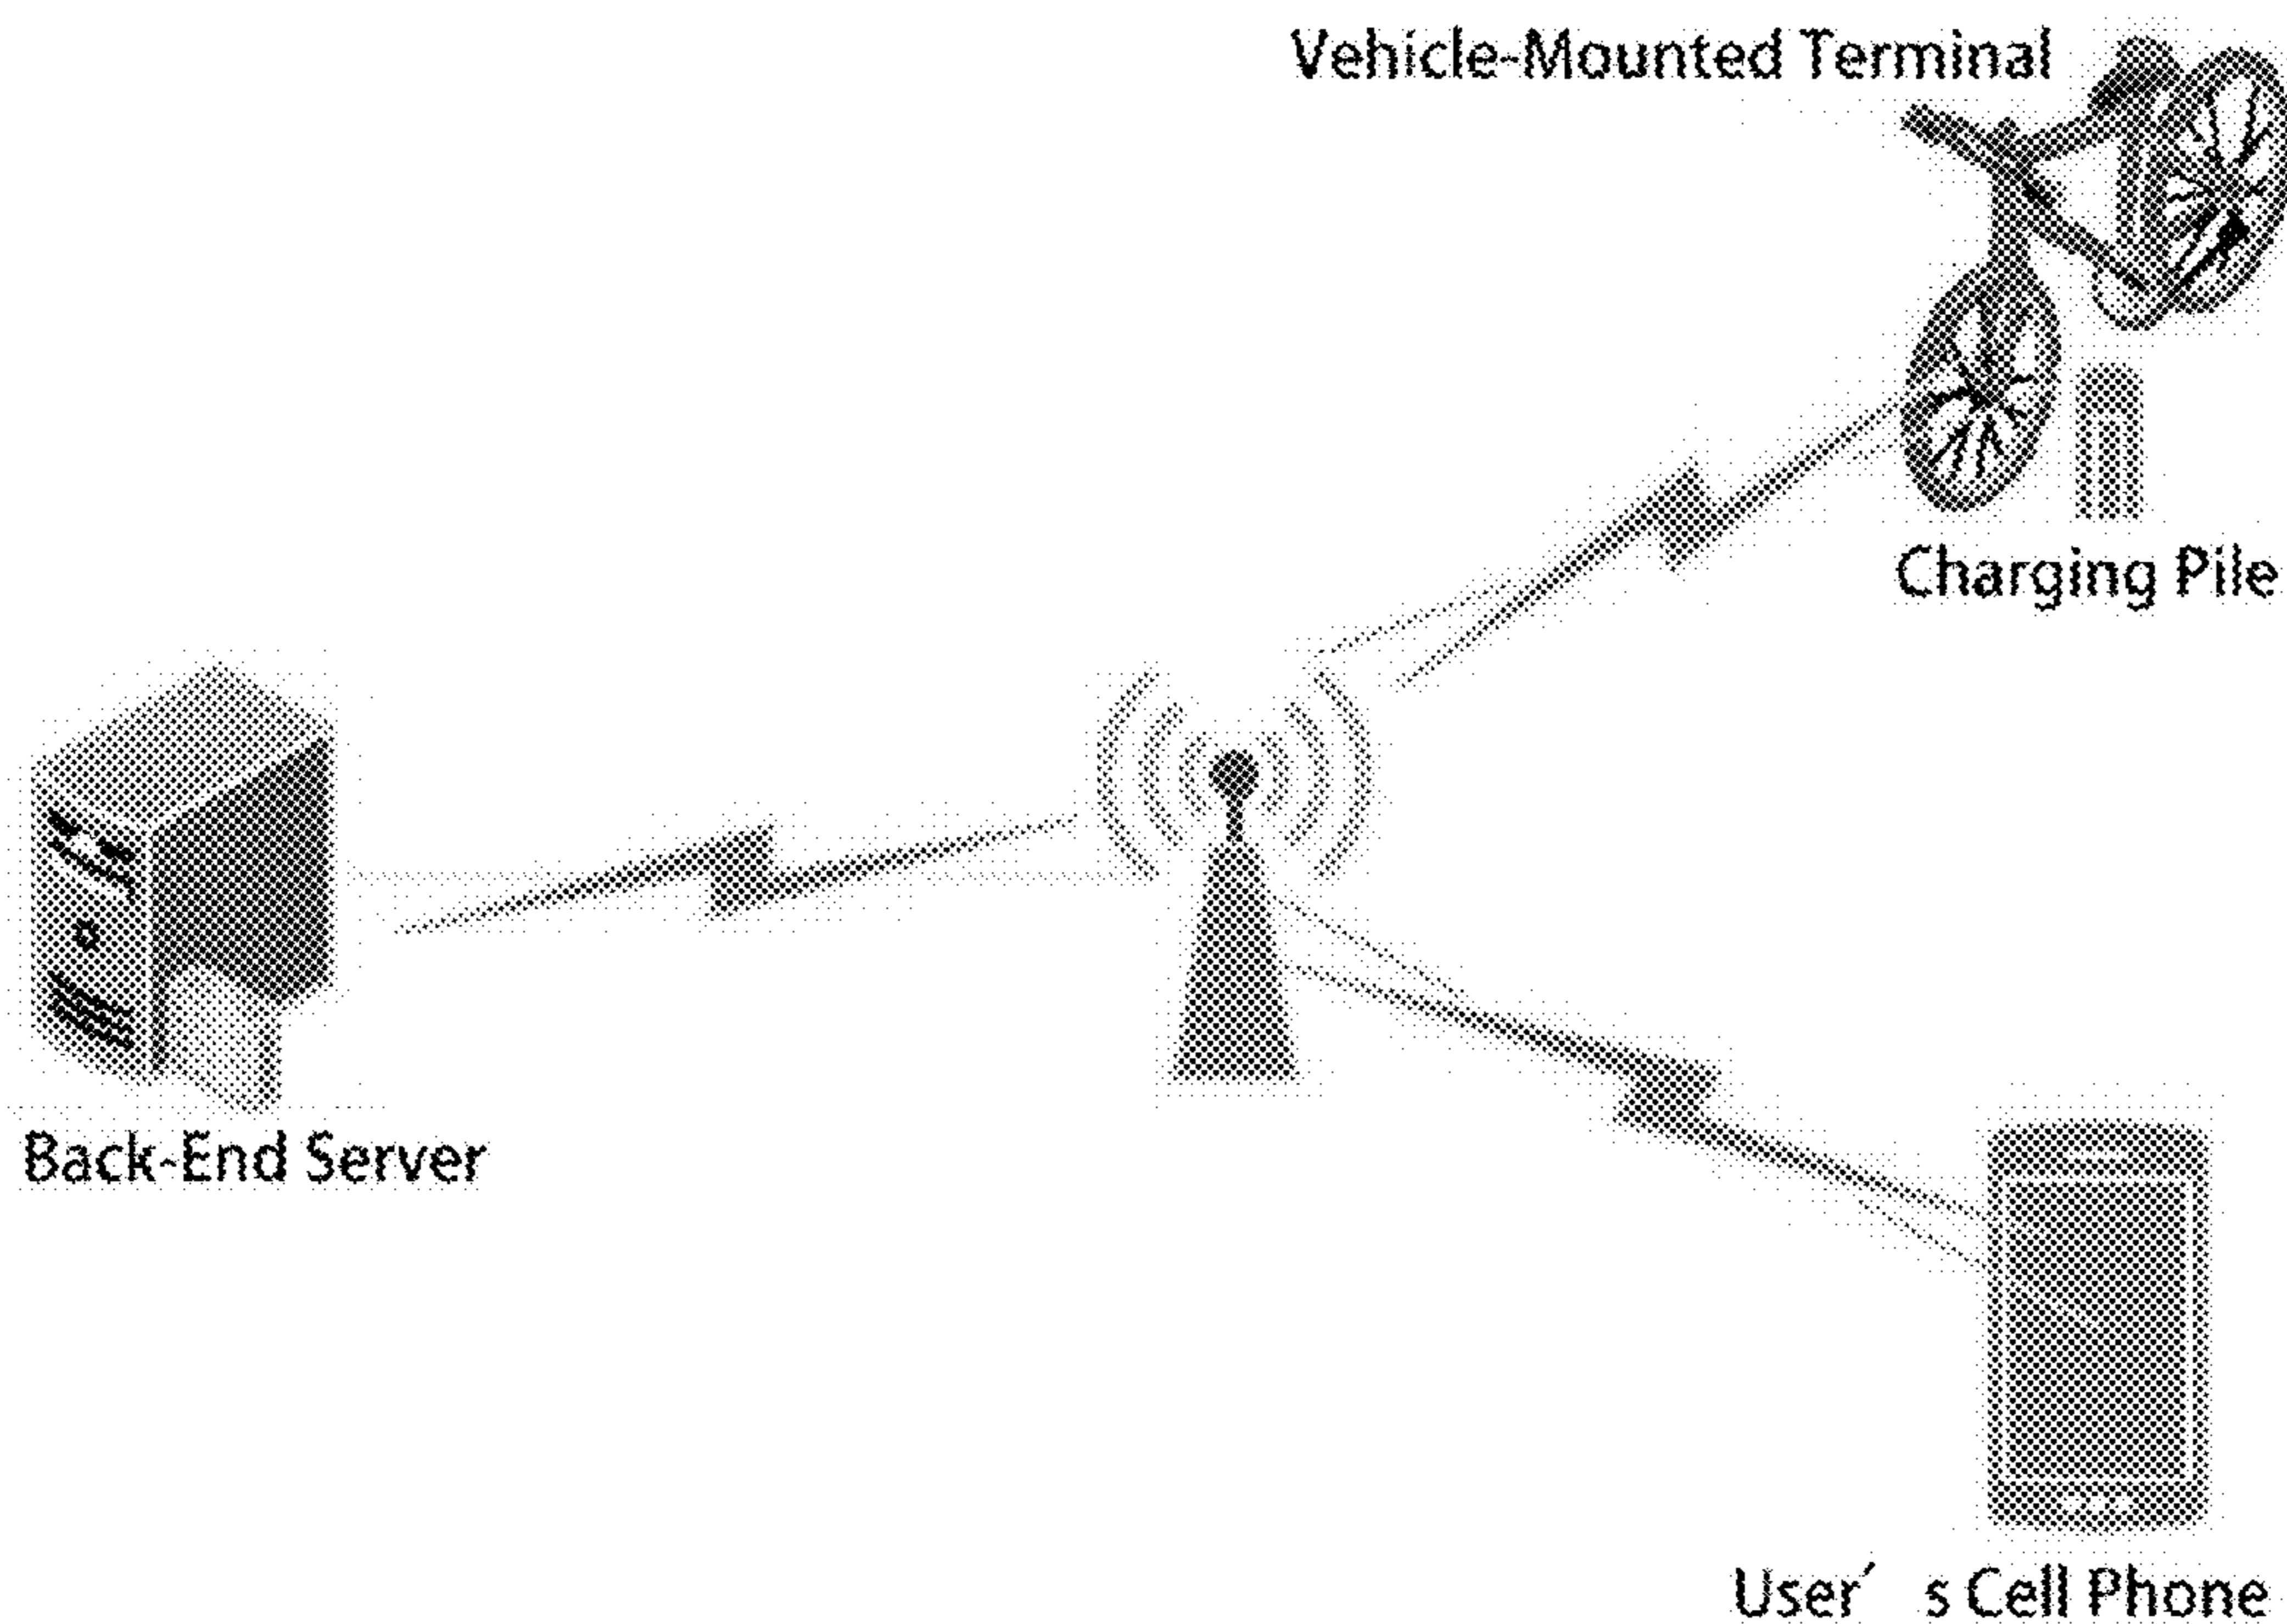 Vehicle-Mounted Terminal
Charging Pile
Back-End Server
User′ s Cell Phone